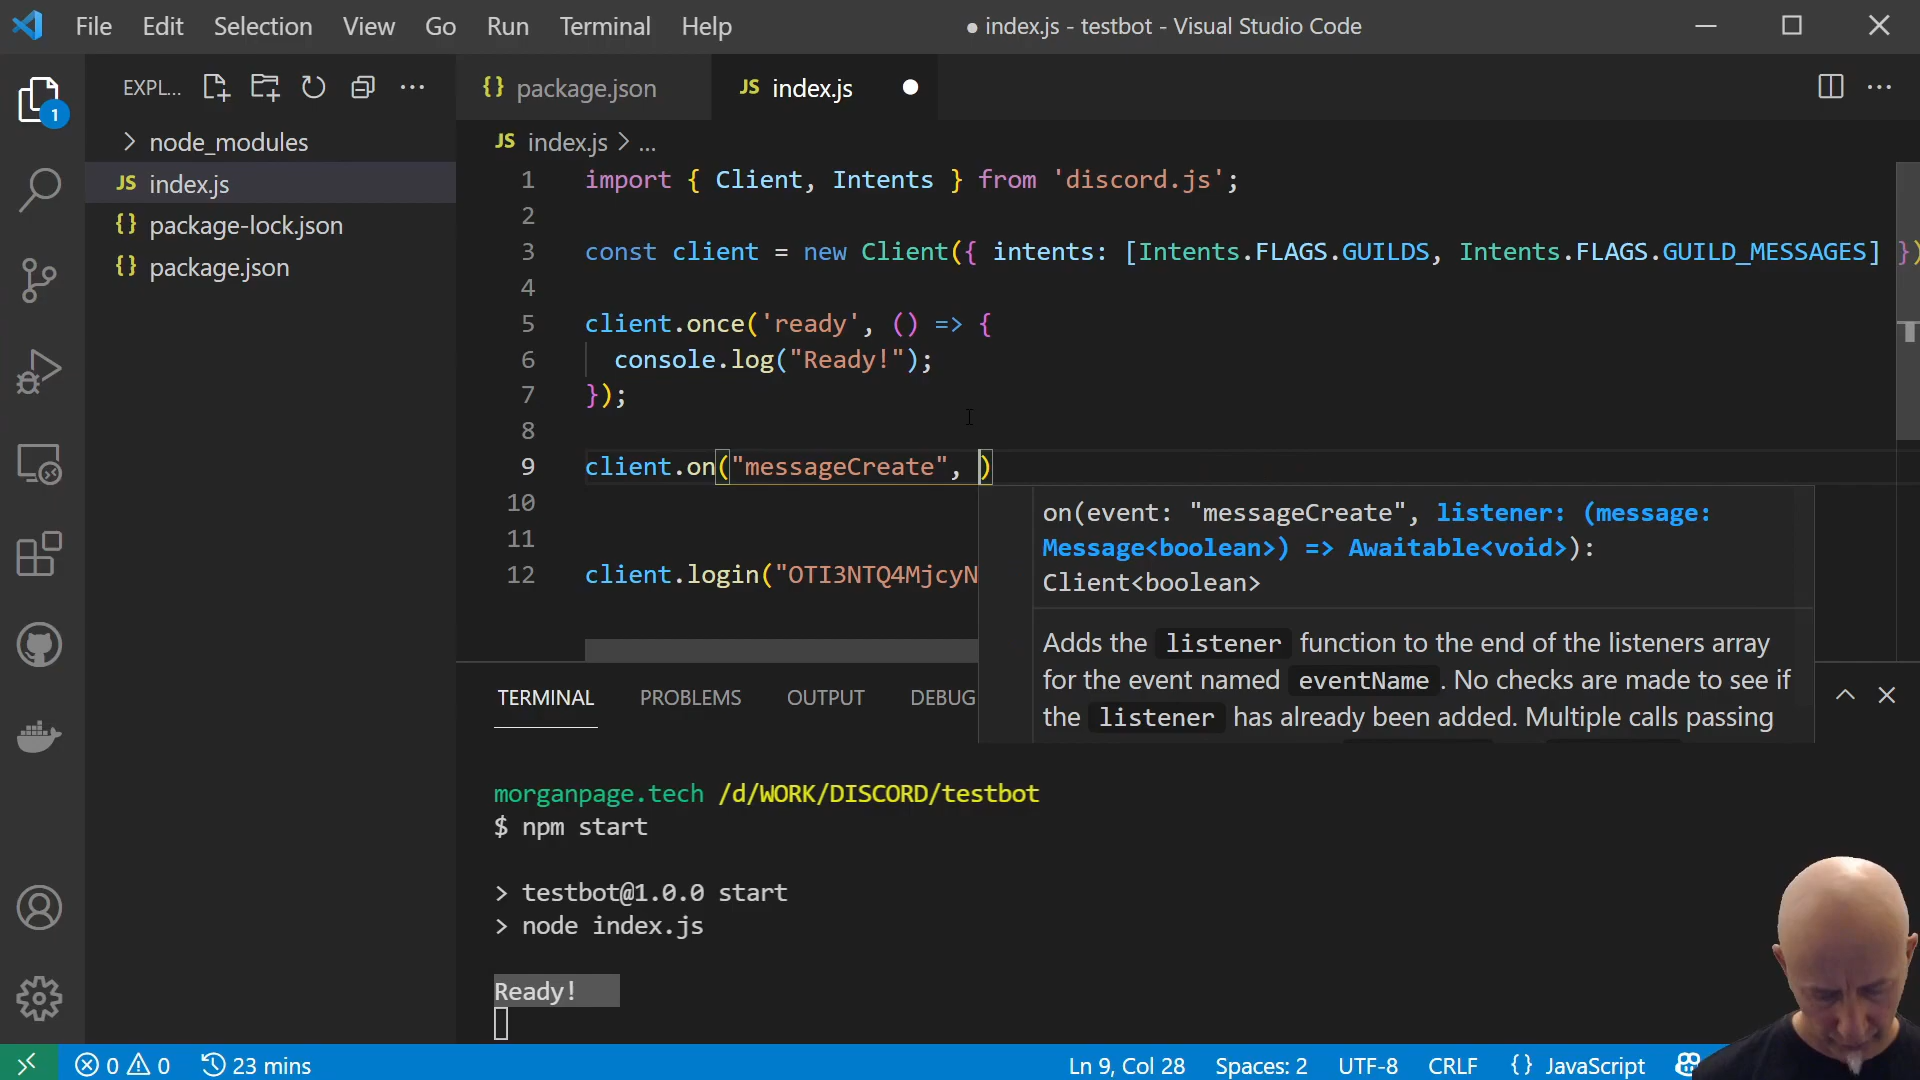 File Edit Selection View Go Run Terminal Help
● index.js - testbot - Visual Studio Code
EXPL...
{} package.json
JS index.js
1
node_modules
JS index.js
{} package-lock.json
{} package.json
JS index.js > ...
1 import { Client, Intents } from 'discord.js';
2
3 const client = new Client({ intents: [Intents.FLAGS.GUILDS, Intents.FLAGS.GUILD_MESSAGES] })
4
5 client.once('ready', () => {
6 console.log("Ready!");
7 });
8
9 client.on("messageCreate", )
10
11
12 client.login("OTI3NTQ4MjcyN
on(event: "messageCreate", listener: (message:
Message<boolean>) => Awaitable<void>):
Client<boolean>
Adds the listener function to the end of the listeners array
for the event named eventName. No checks are made to see if
the listener has already been added. Multiple calls passing
TERMINAL PROBLEMS OUTPUT DEBUG
morganpage.tech /d/WORK/DISCORD/testbot
$ npm start
> testbot@1.0.0 start
> node index.js
Ready!
0 0 23 mins
Ln 9, Col 28 Spaces: 2 UTF-8 CRLF {} JavaScript